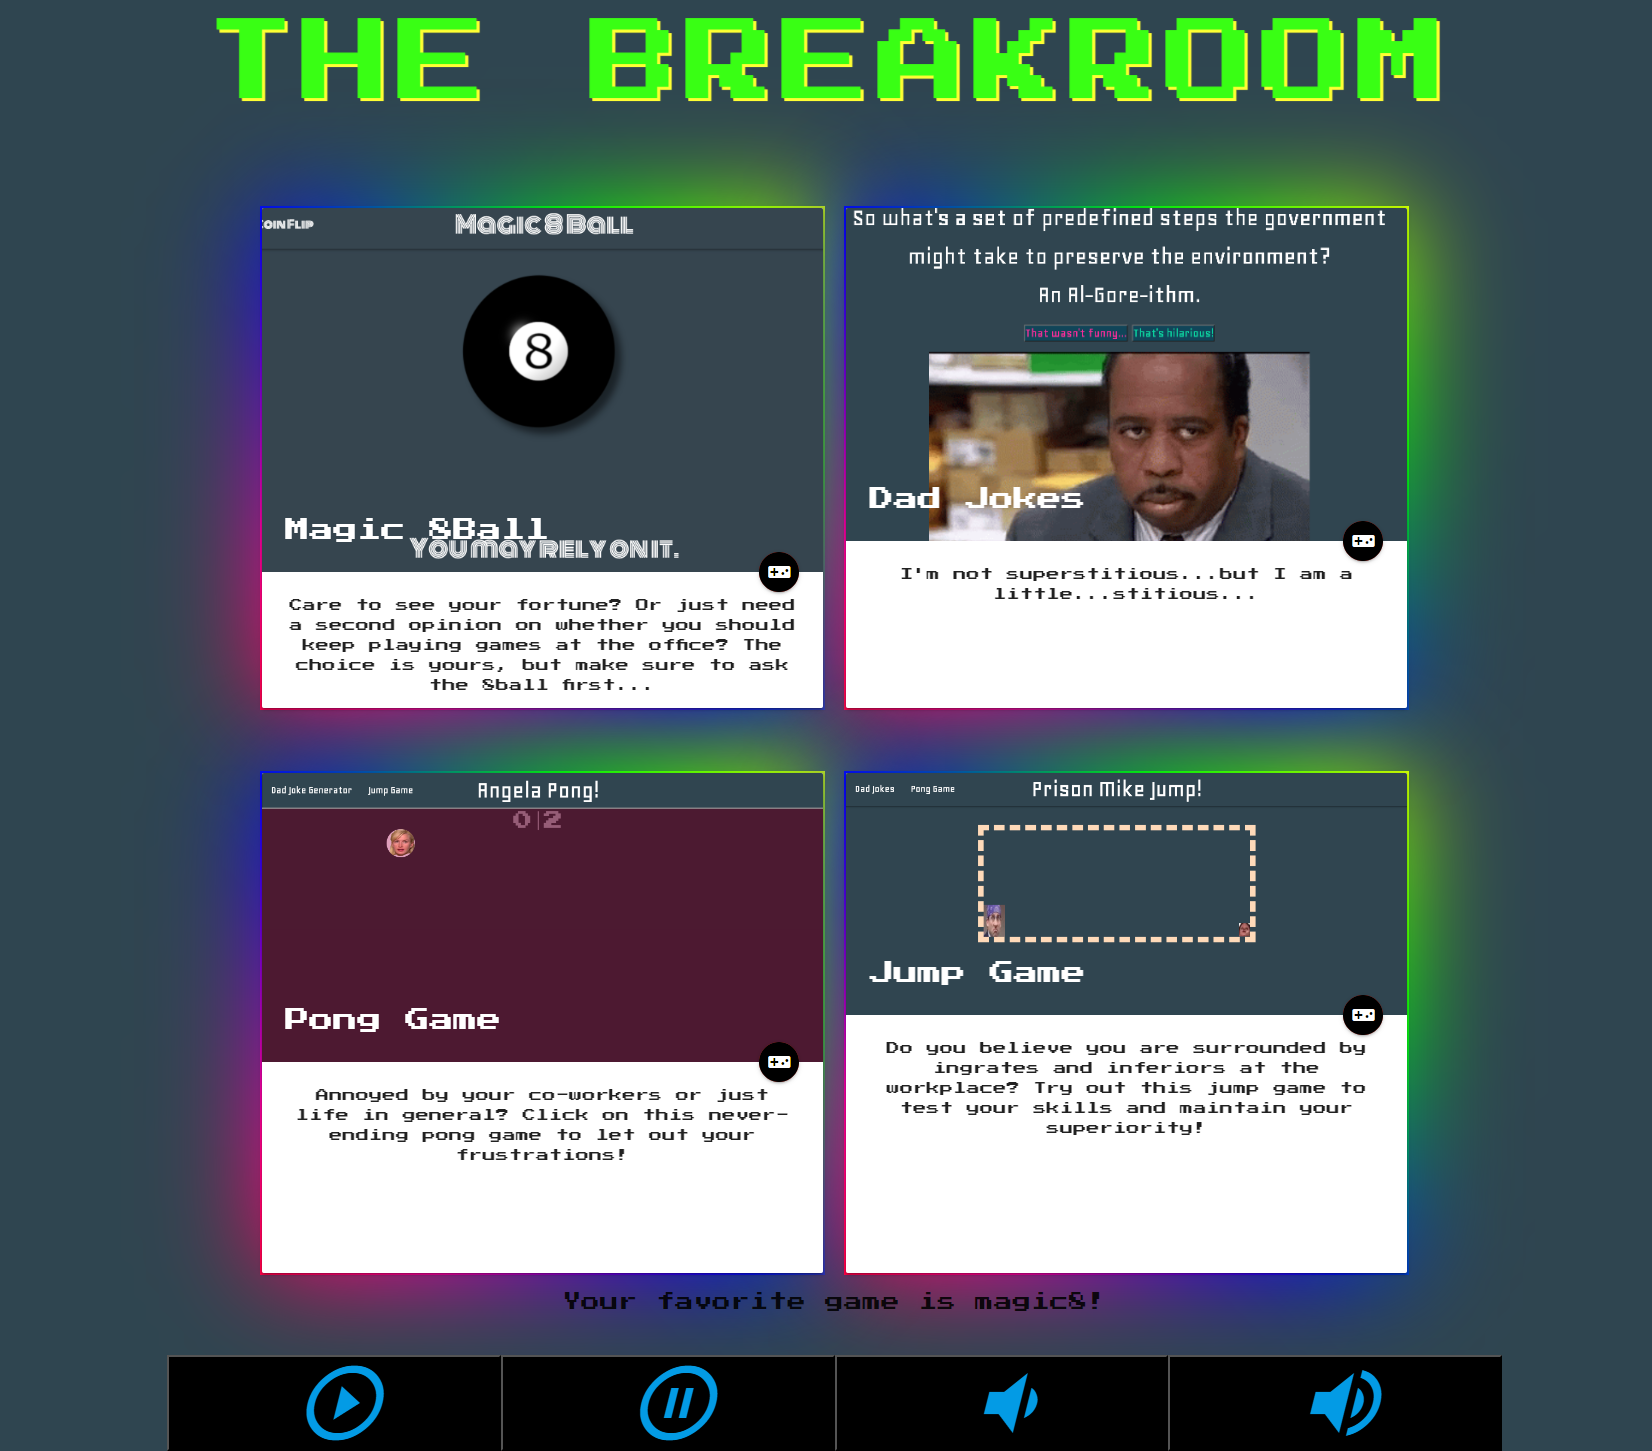 THE BREAKROOM
COIN FLIP
Magic 8 Ball
8
Magic 8Ball
You may rely on it.
Care to see your fortune? Or just need
a second opinion on whether you should
keep playing games at the office? The
choice is yours, but make sure to ask
the 8ball first...
So what's a set of predefined steps the government
might take to preserve the environment?
An Al-Gore-ithm.
That wasn't funny... That's hilarious!
Dad Jokes
I'm not superstitious...but I am a
little...stitious...
Dad Joke Generator Jump Game Angela Pong!
0|2
Pong Game
Annoyed by your co-workers or just
life in general? Click on this never-
ending pong game to let out your
frustrations!
Dad Jokes Pong Game Prison Mike Jump!
Jump Game
Do you believe you are surrounded by
ingrates and inferiors at the
workplace? Try out this jump game to
test your skills and maintain your
superiority!
Your favorite game is magic8!